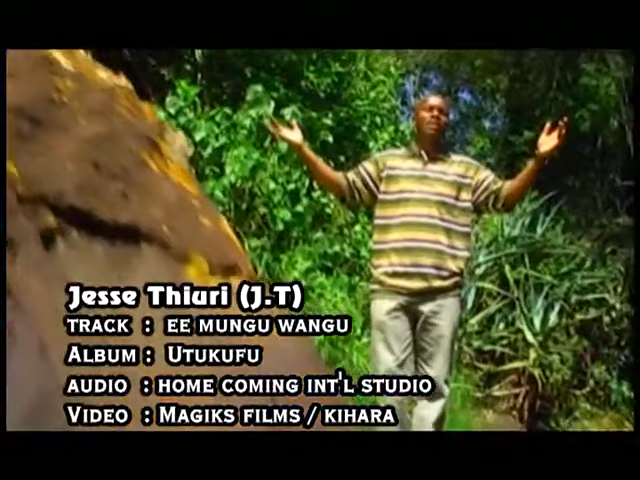 Jesse Thiuri (J.T)
TRACK : EE MUNGU WANGU
ALBUM : UTUKUFU
AUDIO : HOME COMING INT'L STUDIO
VIDEO : MAGIKS FILMS / KIHARA